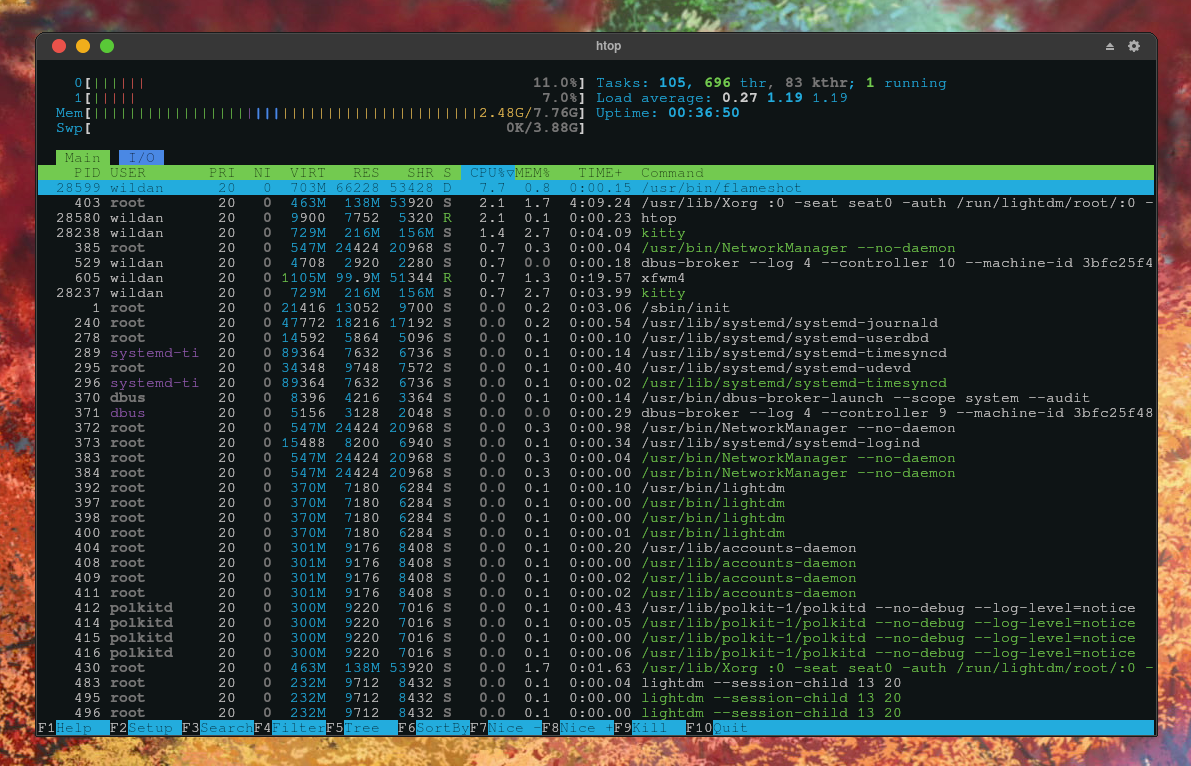 htop
0[||||||                                                 11.0%] Tasks: 105, 696 thr, 83 kthr; 1 running
1[|||||                                                   7.0%] Load average: 0.27 1.19 1.19
Mem[|||||||||||||||||||||||||||||||||||||||||||2.48G/7.76G] Uptime: 00:36:50
Swp[                                                 0K/3.88G]
Main I/O
PID USER PRI NI VIRT RES SHR S CPU%▽MEM% TIME+ Command
28599 wildan 20 0 703M 66228 53428 D 7.7 0.8 0:00.15 /usr/bin/flameshot
403 root 20 0 463M 138M 53920 S 2.1 1.7 4:09.24 /usr/lib/Xorg :0 -seat seat0 -auth /run/lightdm/root/:0 -
28580 wildan 20 0 9900 7752 5320 R 2.1 0.1 0:00.23 htop
28238 wildan 20 0 729M 216M 156M S 1.4 2.7 0:04.09 kitty
385 root 20 0 547M 24424 20968 S 0.7 0.3 0:00.04 /usr/bin/NetworkManager --no-daemon
529 wildan 20 0 4708 2920 2280 S 0.7 0.0 0:00.18 dbus-broker --log 4 --controller 10 --machine-id 3bfc25f4
605 wildan 20 0 1105M 99.9M 51344 R 0.7 1.3 0:19.57 xfwm4
28237 wildan 20 0 729M 216M 156M S 0.7 2.7 0:03.99 kitty
1 root 20 0 21416 13052 9700 S 0.0 0.2 0:03.06 /sbin/init
240 root 20 0 47772 18216 17192 S 0.0 0.2 0:00.54 /usr/lib/systemd/systemd-journald
278 root 20 0 14592 5864 5096 S 0.0 0.1 0:00.10 /usr/lib/systemd/systemd-userdbd
289 systemd-ti 20 0 89364 7632 6736 S 0.0 0.1 0:00.14 /usr/lib/systemd/systemd-timesyncd
295 root 20 0 34348 9748 7572 S 0.0 0.1 0:00.40 /usr/lib/systemd/systemd-udevd
296 systemd-ti 20 0 89364 7632 6736 S 0.0 0.1 0:00.02 /usr/lib/systemd/systemd-timesyncd
370 dbus 20 0 8396 4216 3364 S 0.0 0.1 0:00.14 /usr/bin/dbus-broker-launch --scope system --audit
371 dbus 20 0 5156 3128 2048 S 0.0 0.0 0:00.29 dbus-broker --log 4 --controller 9 --machine-id 3bfc25f48
372 root 20 0 547M 24424 20968 S 0.0 0.3 0:00.98 /usr/bin/NetworkManager --no-daemon
373 root 20 0 15488 8200 6940 S 0.0 0.1 0:00.34 /usr/lib/systemd/systemd-logind
383 root 20 0 547M 24424 20968 S 0.0 0.3 0:00.04 /usr/bin/NetworkManager --no-daemon
384 root 20 0 547M 24424 20968 S 0.0 0.3 0:00.00 /usr/bin/NetworkManager --no-daemon
392 root 20 0 370M 7180 6284 S 0.0 0.1 0:00.10 /usr/bin/lightdm
397 root 20 0 370M 7180 6284 S 0.0 0.1 0:00.00 /usr/bin/lightdm
398 root 20 0 370M 7180 6284 S 0.0 0.1 0:00.00 /usr/bin/lightdm
400 root 20 0 370M 7180 6284 S 0.0 0.1 0:00.01 /usr/bin/lightdm
404 root 20 0 301M 9176 8408 S 0.0 0.1 0:00.20 /usr/lib/accounts-daemon
408 root 20 0 301M 9176 8408 S 0.0 0.1 0:00.00 /usr/lib/accounts-daemon
409 root 20 0 301M 9176 8408 S 0.0 0.1 0:00.02 /usr/lib/accounts-daemon
411 root 20 0 301M 9176 8408 S 0.0 0.1 0:00.02 /usr/lib/accounts-daemon
412 polkitd 20 0 300M 9220 7016 S 0.0 0.1 0:00.43 /usr/lib/polkit-1/polkitd --no-debug --log-level=notice
414 polkitd 20 0 300M 9220 7016 S 0.0 0.1 0:00.05 /usr/lib/polkit-1/polkitd --no-debug --log-level=notice
415 polkitd 20 0 300M 9220 7016 S 0.0 0.1 0:00.00 /usr/lib/polkit-1/polkitd --no-debug --log-level=notice
416 polkitd 20 0 300M 9220 7016 S 0.0 0.1 0:00.06 /usr/lib/polkit-1/polkitd --no-debug --log-level=notice
430 root 20 0 463M 138M 53920 S 0.0 1.7 0:01.63 /usr/lib/Xorg :0 -seat seat0 -auth /run/lightdm/root/:0 -
483 root 20 0 232M 9712 8432 S 0.0 0.1 0:00.04 lightdm --session-child 13 20
495 root 20 0 232M 9712 8432 S 0.0 0.1 0:00.00 lightdm --session-child 13 20
496 root 20 0 232M 9712 8432 S 0.0 0.1 0:00.00 lightdm --session-child 13 20
F1Help F2Setup F3SearchF4FilterF5Tree F6SortByF7Nice -F8Nice +F9Kill F10Quit